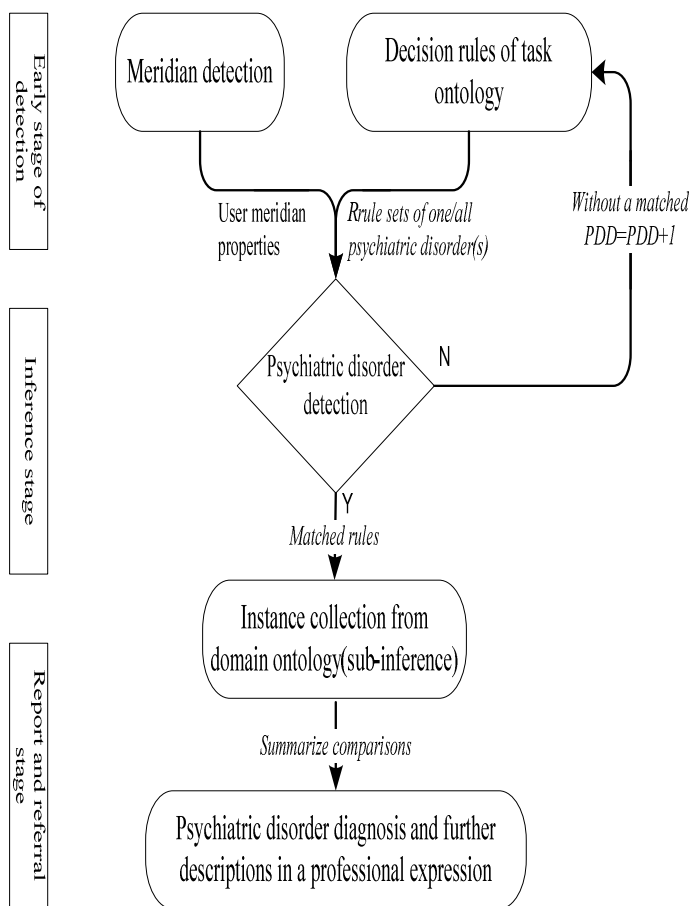 Early stage of
detection
Meridian detection
Decision rules of task
ontology
User meridian
properties
Rrule sets of one/all
psychiatric disorder(s)
Without a matched
PDD=PDD+1
Inference stage
Psychiatric disorder
detection
N
Y
Matched rules
Instance collection from
domain ontology(sub-inference)
Report and referral
stage
Summarize comparisons
Psychiatric disorder diagnosis and further
descriptions in a professional expression